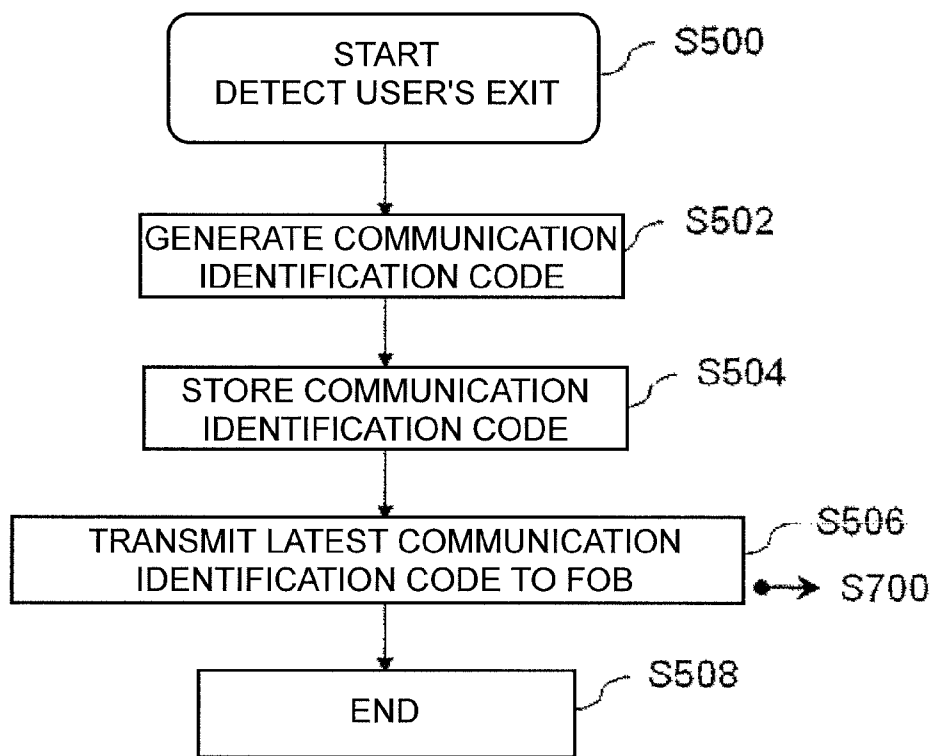 START
DETECT USER'S EXIT
S500
GENERATE COMMUNICATION
IDENTIFICATION CODE
S502
STORE COMMUNICATION
IDENTIFICATION CODE
S504
TRANSMIT LATEST COMMUNICATION
IDENTIFICATION CODE TO FOB
S506
S700
END
S508